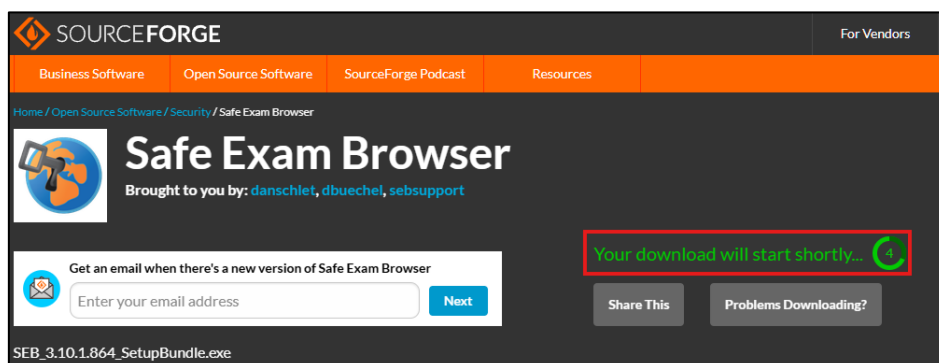 SOURCEFORGE
For Vendors
Business Software Open Source Software SourceForge Podcast Resources
Home / Open Source Software / Security / Safe Exam Browser
Safe Exam Browser
Brought to you by: danschlet, dbuechel, sebsupport
Your download will start shortly... 4
Get an email when there's a new version of Safe Exam Browser
Enter your email address Next
Share This Problems Downloading?
SEB_3.10.1.864_SetupBundle.exe